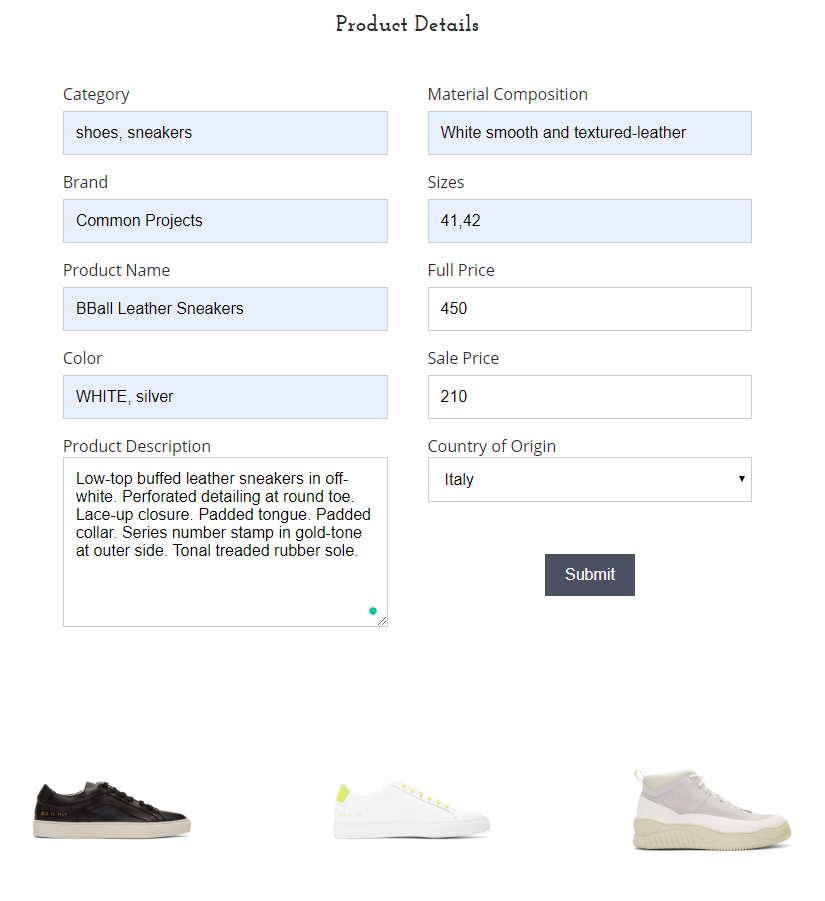 Product Details
Category
shoes, sneakers
Brand
Common Projects
Product Name
BBall Leather Sneakers
Color
WHITE, silver
Product Description
Low-top buffed leather sneakers in off-
white. Perforated detailing at round toe.
Lace-up closure. Padded tongue. Padded
collar. Series number stamp in gold-tone
at outer side. Tonal treaded rubber sole.
Material Composition
White smooth and textured-leather
Sizes
41,42
Full Price
450
Sale Price
210
Country of Origin
Italy
Submit